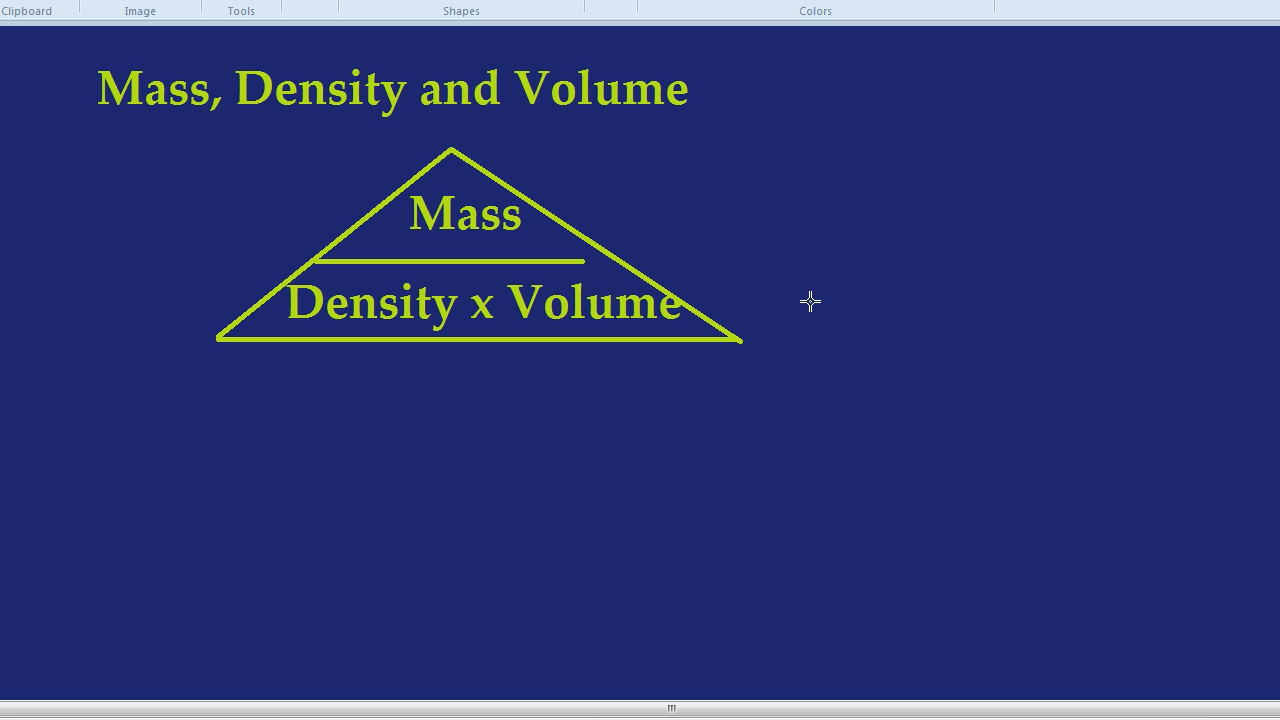 Clipboard Image Tools Shapes Colors
Mass, Density and Volume
Mass
Density x Volume